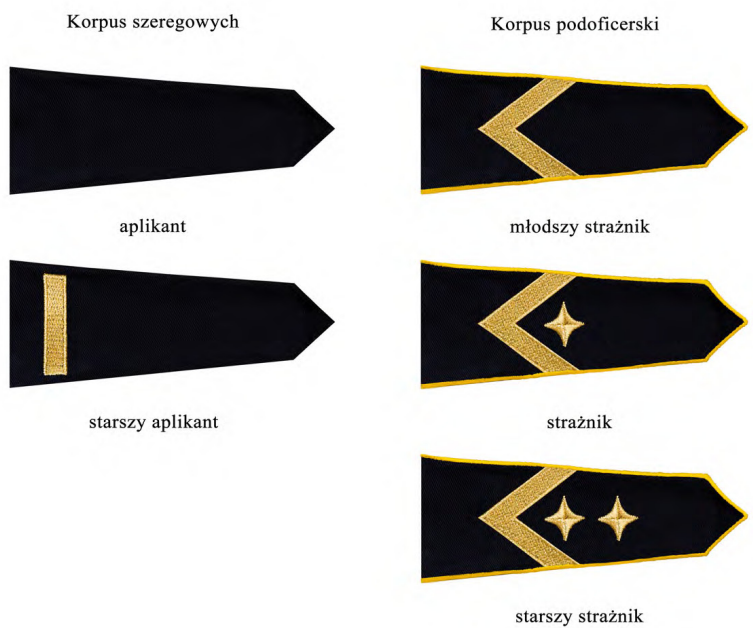 Korpus szeregowych
aplikant
starszy aplikant
Korpus podoficerski
młodszy strażnik
strażnik
starszy strażnik